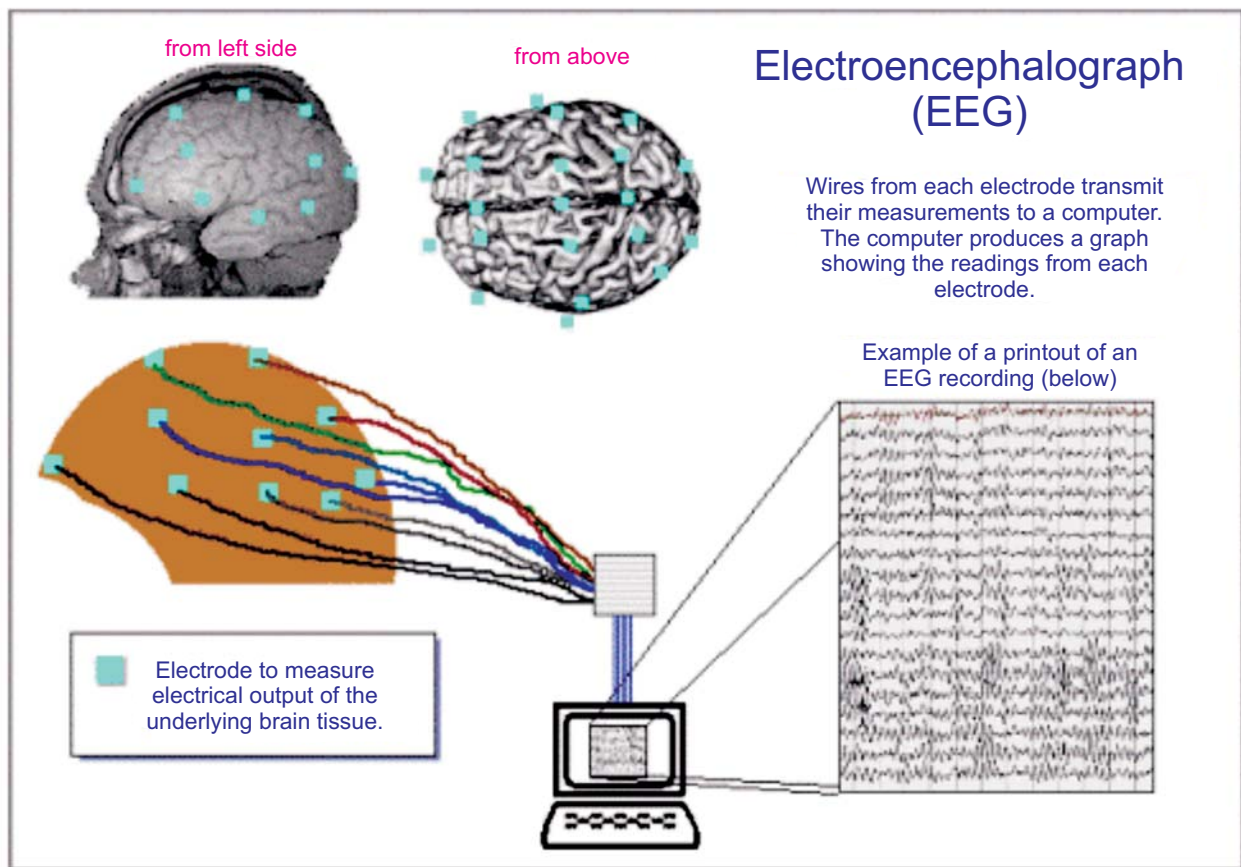 from left side
from above
Electroencephalograph
(EEG)
Wires from each electrode transmit
their measurements to a computer.
The computer produces a graph
showing the readings from each
electrode.
Example of a printout of an
EEG recording (below)
Electrode to measure
electrical output of the
underlying brain tissue.